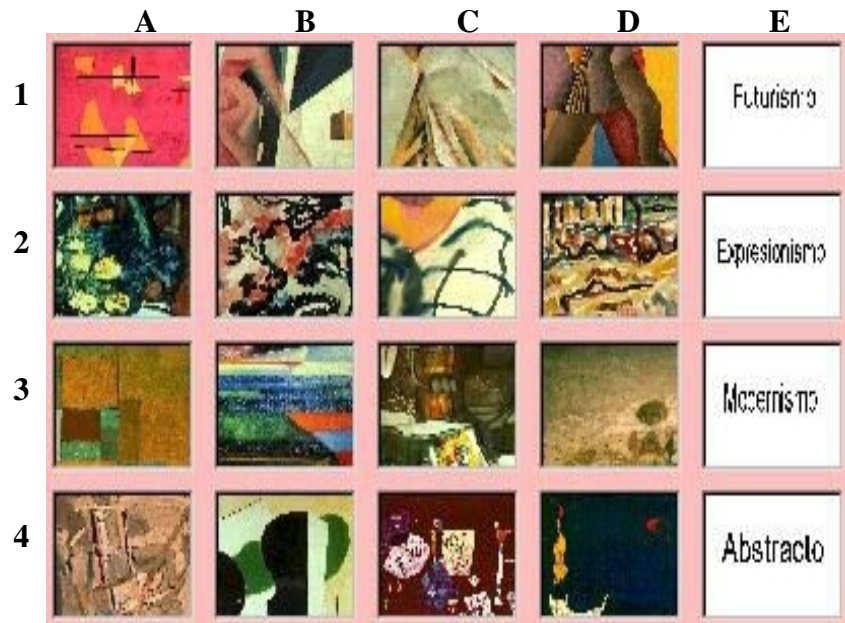 A B C D E
1 Futurismo
2 Expresionismo
3 Modernismo
4 Abstracto